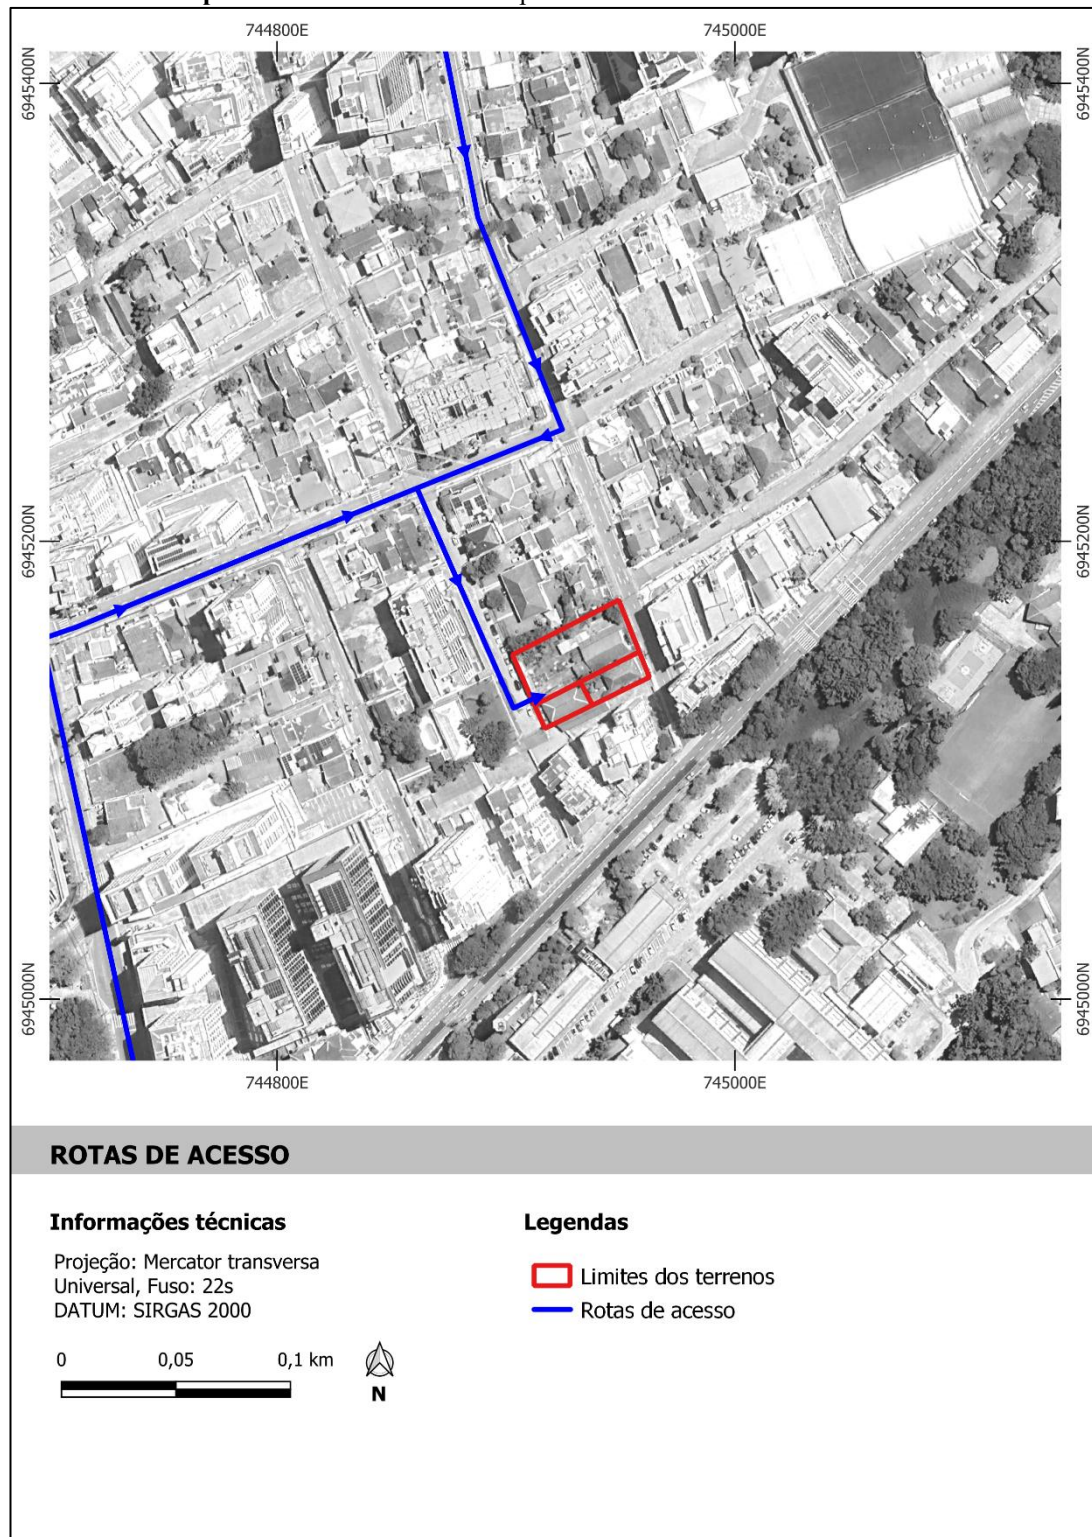 744800E 745000E
6945400N 6945400N
6945200N 6945200N
6945000N 6945000N
744800E 745000E
ROTAS DE ACESSO
Informações técnicas
Projeção: Mercator transversa
Universal, Fuso: 22s
DATUM: SIRGAS 2000
0 0,05 0,1 km
N
Legendas
Limites dos terrenos
Rotas de acesso